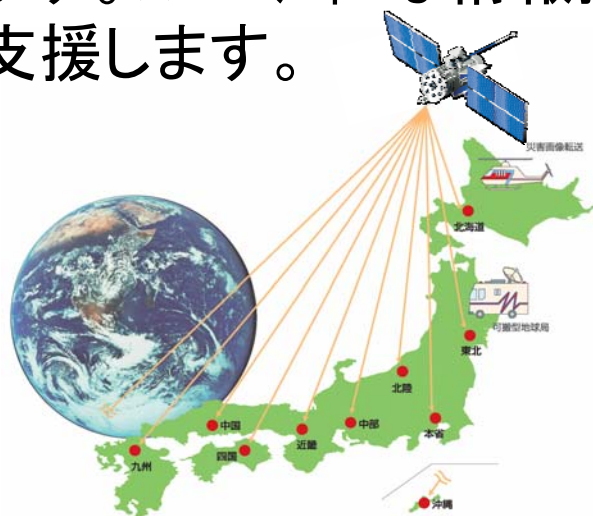 支援します。
災害画像転送
北海道
可搬型地球局
東北
北陸
中国
近畿
中部
本省
九州
四国
沖縄